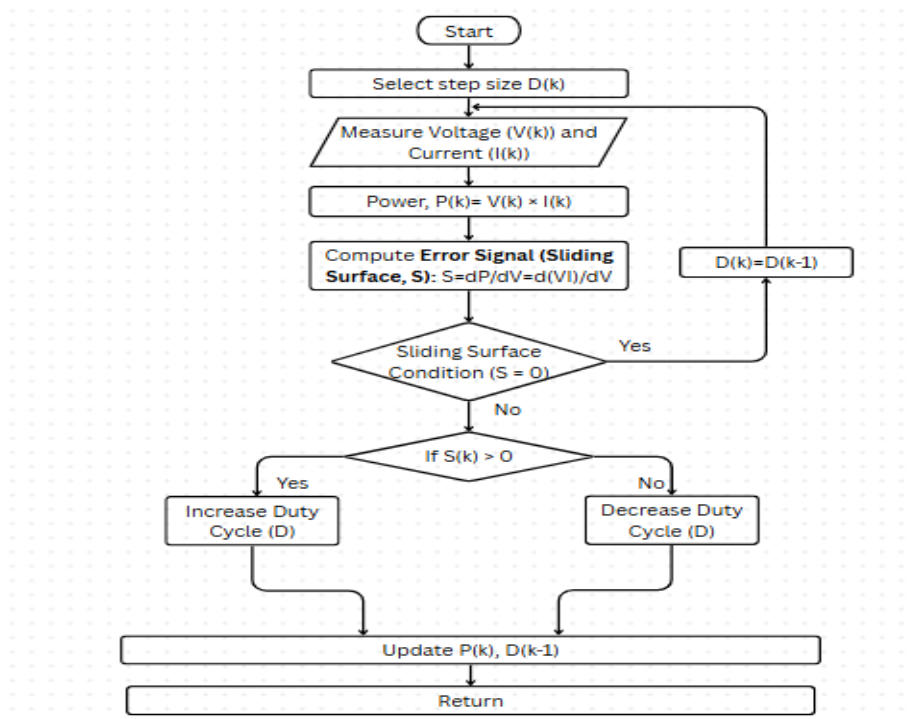 Start
Select step size D(k)
Measure Voltage (V(k)) and
Current (I(k))
Power, P(k)= V(k) × I(k)
Compute Error Signal (Sliding
Surface, S): S=dP/dV=d(VI)/dV
D(k)=D(k-1)
Sliding Surface
Condition (S = 0)
Yes
No
If S(k) > 0
Yes
No
Increase Duty
Cycle (D)
Decrease Duty
Cycle (D)
Update P(k), D(k-1)
Return